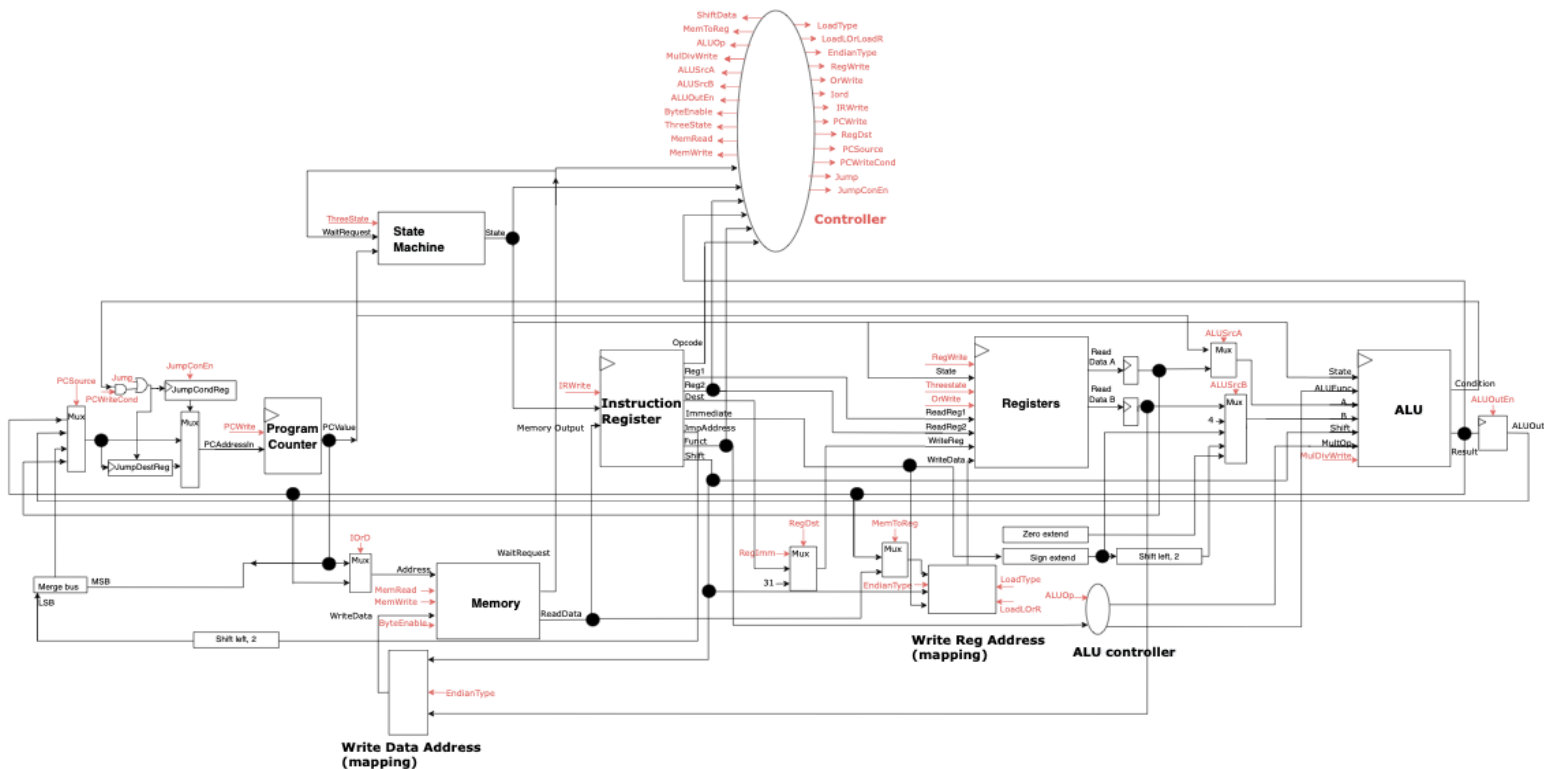 ShiftData
MemToReg
ALUOp
MulDivWrite
ALUSrcA
ALUSrcB
ALUOutEn
ByteEnable
ThreeState
MemRead
MemWrite
LoadType
LoadLOrLoadR
EndianType
RegWrite
OrWrite
Iord
IRWrite
PCWrite
RegDst
PCSource
PCWriteCond
Jump
JumpConEn
Controller
ThreeState
WaitRequest
State
Machine
State
PCSource
Jump
PCWriteCond
JumpConEn
JumpCondReg
Mux
JumpDestReg
Mux
PCAddressIn
PCWrite
Program
Counter
PCValue
IRWrite
Memory Output
Instruction
Register
Opcode
Reg1
Reg2
Dest
Immediate
JmpAddress
Funct
Shift
RegWrite
State
Threestate
OrWrite
ReadReg1
ReadReg2
WriteReg
WriteData
Registers
Read
Data A
Read
Data B
ALUSrcA
Mux
ALUSrcB
Mux
4
State
ALUFunc
A
B
Shift
MultOp
MulDivWrite
ALU
Condition
Result
ALUOutEn
ALUOut
Merge bus
MSB
LSB
Shift left, 2
IOrD
Mux
Address
MemRead
MemWrite
WriteData
ByteEnable
Memory
WaitRequest
ReadData
RegDst
RegImm
Mux
31
MemToReg
Mux
EndianType
LoadType
LoadLOrR
Write Reg Address
(mapping)
Zero extend
Sign extend
Shift left, 2
ALUOp
ALU controller
EndianType
Write Data Address
(mapping)